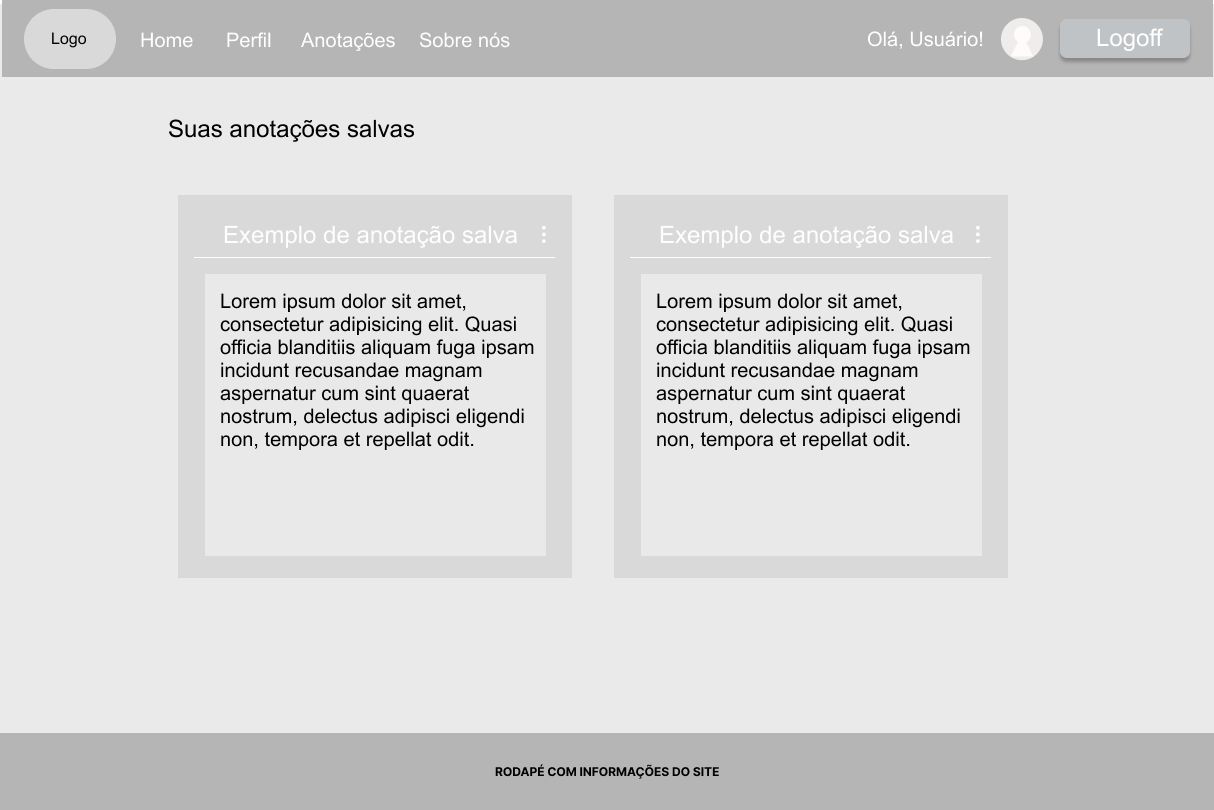 Logo
Home
Perfil
Anotações
Sobre nós
Olá, Usuário!
Logoff
Suas anotações salvas
Exemplo de anotação salva
Lorem ipsum dolor sit amet,
consectetur adipisicing elit. Quasi
officia blanditiis aliquam fuga ipsam
incidunt recusandae magnam
aspernatur cum sint quaerat
nostrum, delectus adipisci eligendi
non, tempora et repellat odit.
Exemplo de anotação salva
Lorem ipsum dolor sit amet,
consectetur adipisicing elit. Quasi
officia blanditiis aliquam fuga ipsam
incidunt recusandae magnam
aspernatur cum sint quaerat
nostrum, delectus adipisci eligendi
non, tempora et repellat odit.
RODAPÉ COM INFORMAÇÕES DO SITE